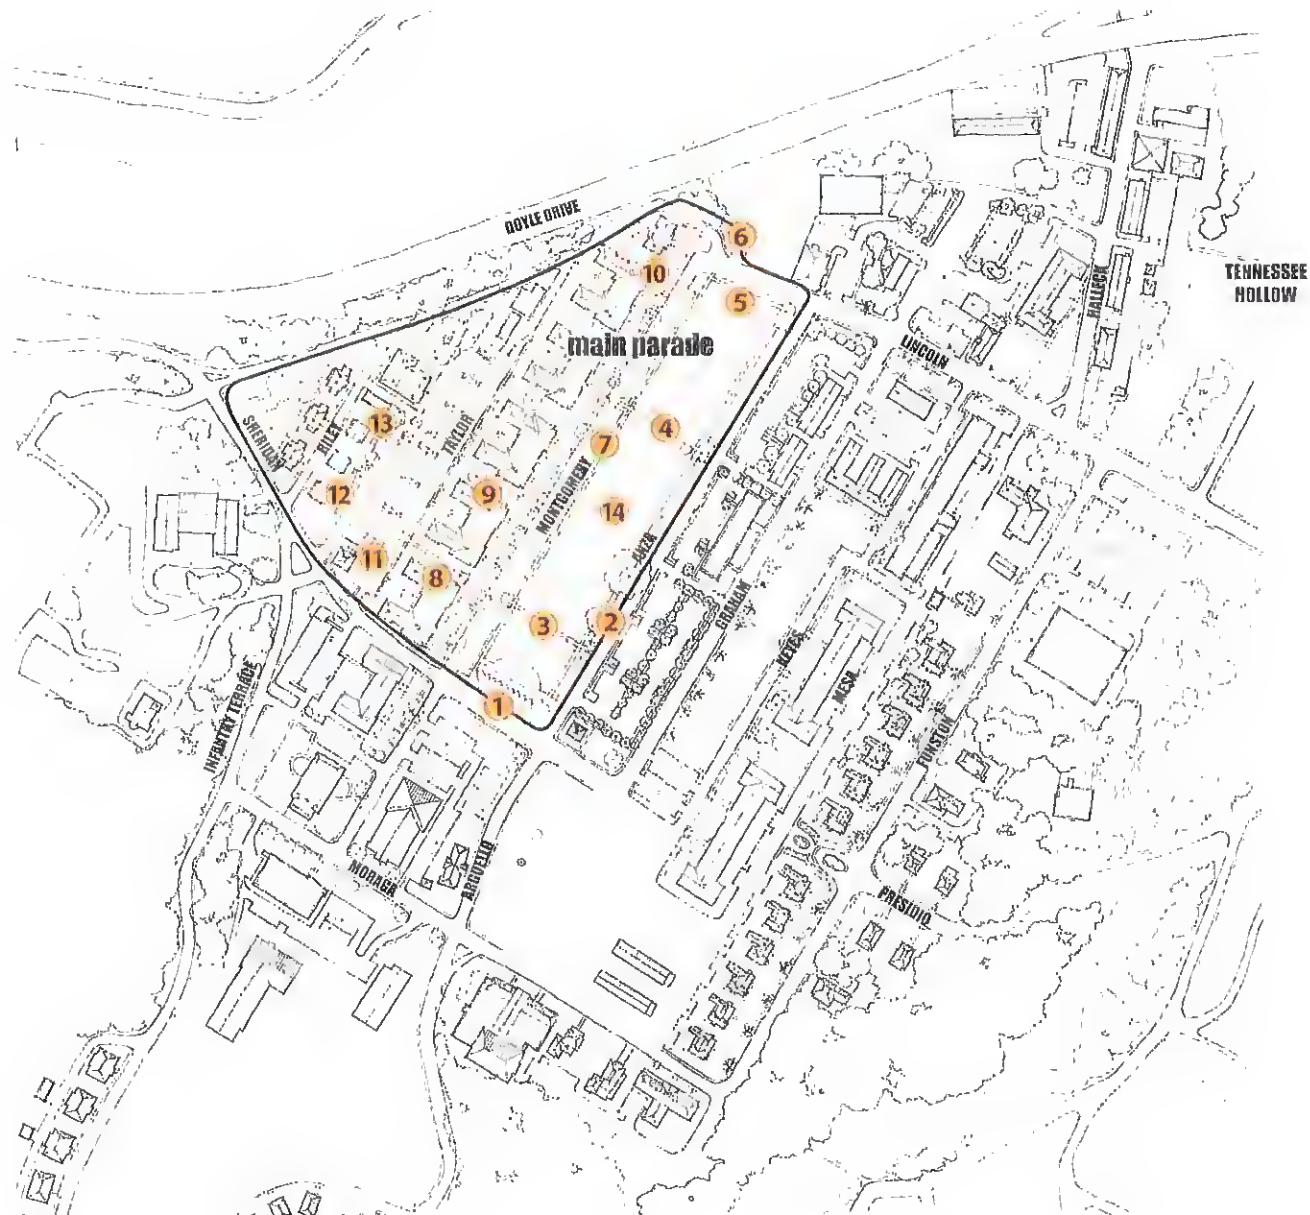 DOYLE DRIVE
6
10
5
TENNESSEE
HOLLOW
HALLECK
main parade
LINCOLN
SHERIDAN
RILEY
13
TAYLOR
7
4
12
9
MONTGOMERY
14
11
8
ANZA
3
2
GRAHAM
KEYES
MESA
1
INFANTRY TERRACE
FUNSTON
MORAGA
ARGUELLO
PRESIDIO